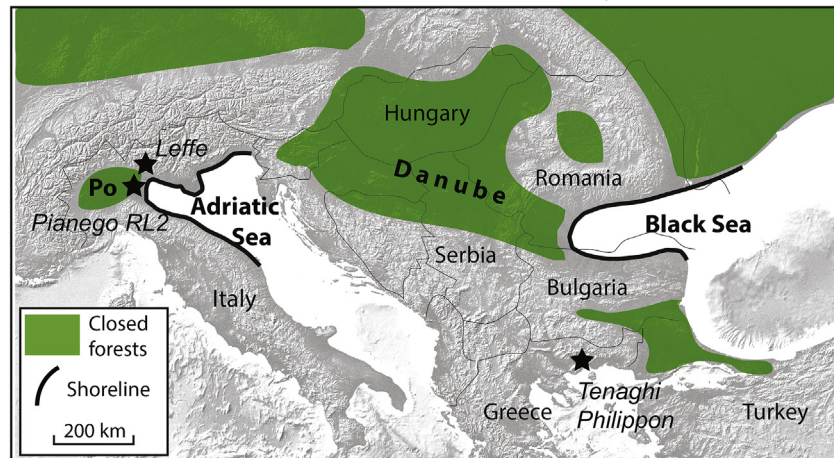 Hungary
Leffe
Danube
Romania
Po
Adriatic
Sea
Pianego RL2
Black Sea
Serbia
Bulgaria
Italy
Closed
forests
Shoreline
200 km
Tenaghi
Philippon
Greece
Turkey